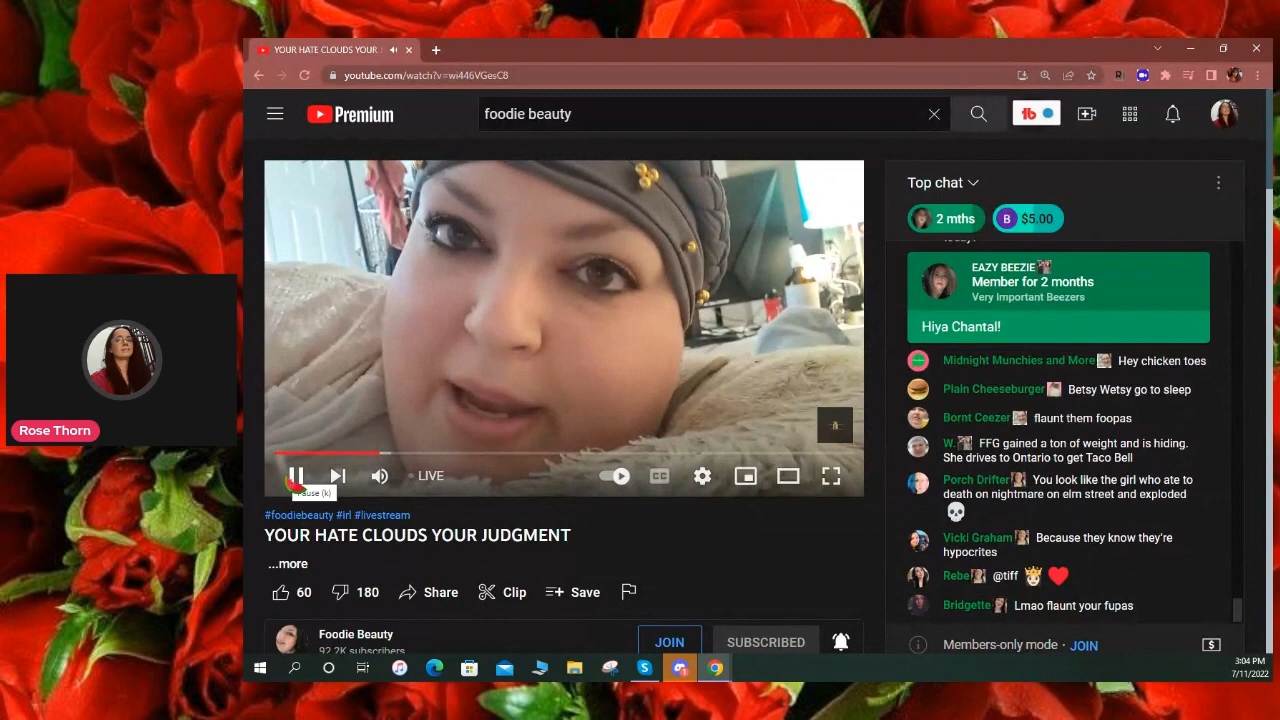 YOUR HATE CLOUDS YOUR J
youtube.com/watch?v=wi446VGesC8
Premium
foodie beauty
tb
Top chat
2 mths
B $5.00
EAZY BEEZIE
Member for 2 months
Very Important Beezers
Hiya Chantal!
Midnight Munchies and More Hey chicken toes
Plain Cheeseburger Betsy Wetsy go to sleep
Bornt Ceezer flaunt them foopas
W. FFG gained a ton of weight and is hiding.
She drives to Ontario to get Taco Bell
Porch Drifter You look like the girl who ate to
death on nightmare on elm street and exploded
Vicki Graham Because they know they're
hypocrites
Rebe @tiff
Bridgette Lmao flaunt your fupas
Members-only mode · JOIN
LIVE
CC
Pause (k)
#foodiebeauty #irl #livestream
YOUR HATE CLOUDS YOUR JUDGMENT
...more
60
180
Share
Clip
Save
Foodie Beauty
92.2K subscribers
JOIN
SUBSCRIBED
Rose Thorn
3:04 PM
7/11/2022